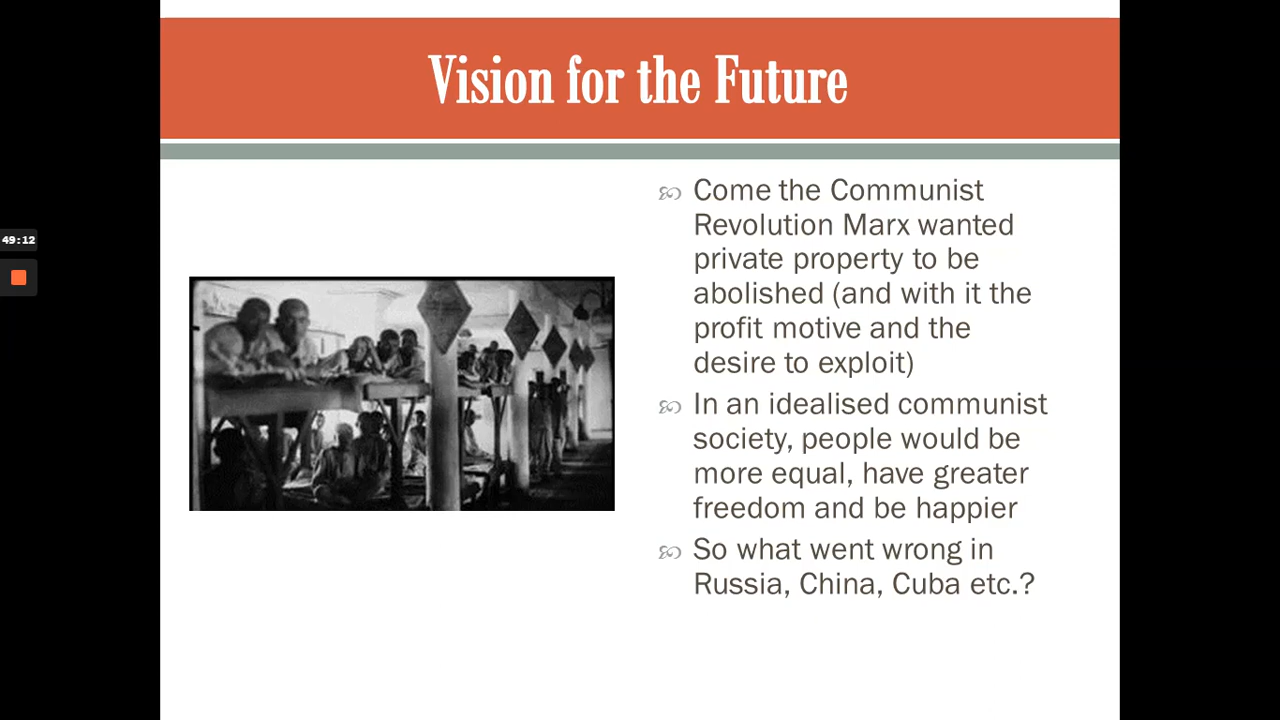 Vision for the Future
49:12
Come the Communist
Revolution Marx wanted
private property to be
abolished (and with it the
profit motive and the
desire to exploit)
In an idealised communist
society, people would be
more equal, have greater
freedom and be happier
So what went wrong in
Russia, China, Cuba etc.?